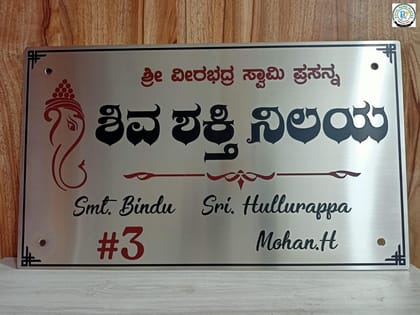 ಶ್ರೀ ವೀರಭದ್ರ ಸ್ವಾಮಿ ಪ್ರಸನ್ನ
ಶಿವ ಶಕ್ತಿ ನಿಲಯ
Smt. Bindu Sri. Hullurappa
#3 Mohan.H